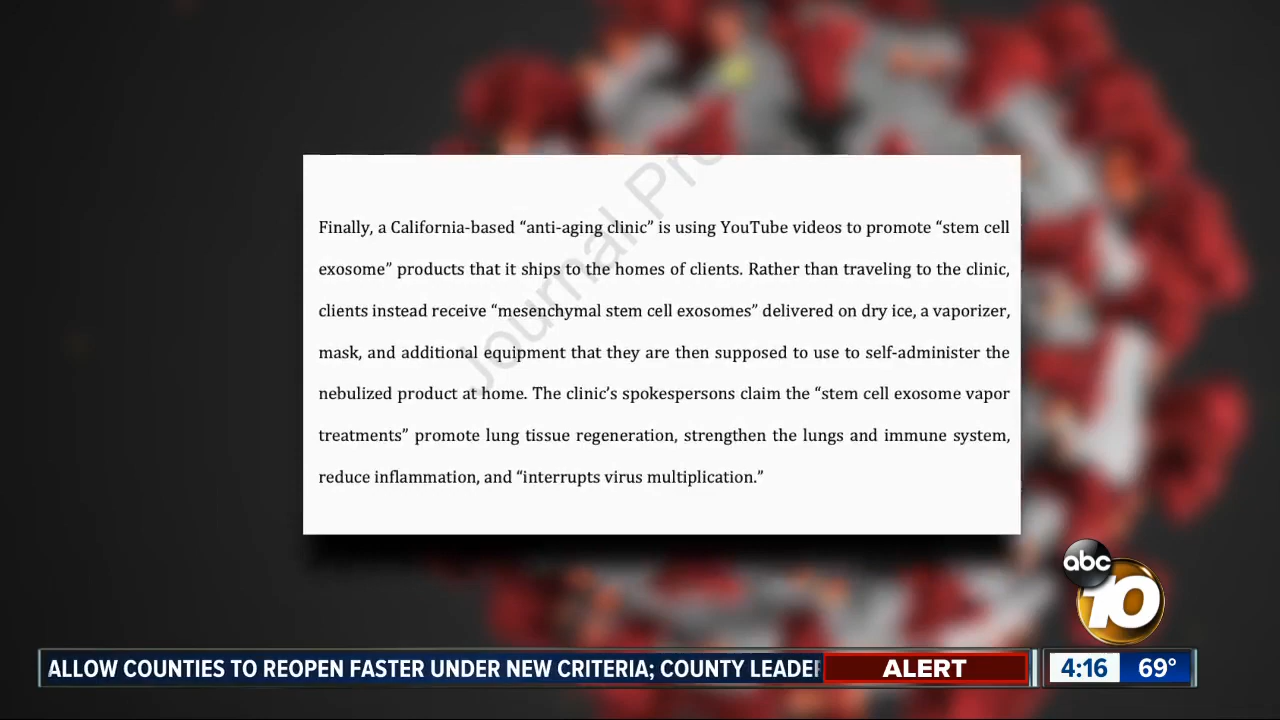 Journal Pr
Finally, a California-based “anti-aging clinic” is using YouTube videos to promote “stem cell
exosome” products that it ships to the homes of clients. Rather than traveling to the clinic,
clients instead receive “mesenchymal stem cell exosomes” delivered on dry ice, a vaporizer,
mask, and additional equipment that they are then supposed to use to self-administer the
nebulized product at home. The clinic’s spokespersons claim the “stem cell exosome vapor
treatments” promote lung tissue regeneration, strengthen the lungs and immune system,
reduce inflammation, and “interrupts virus multiplication.”
abc
10
ALLOW COUNTIES TO REOPEN FASTER UNDER NEW CRITERIA; COUNTY LEADE
ALERT
4:16 69°